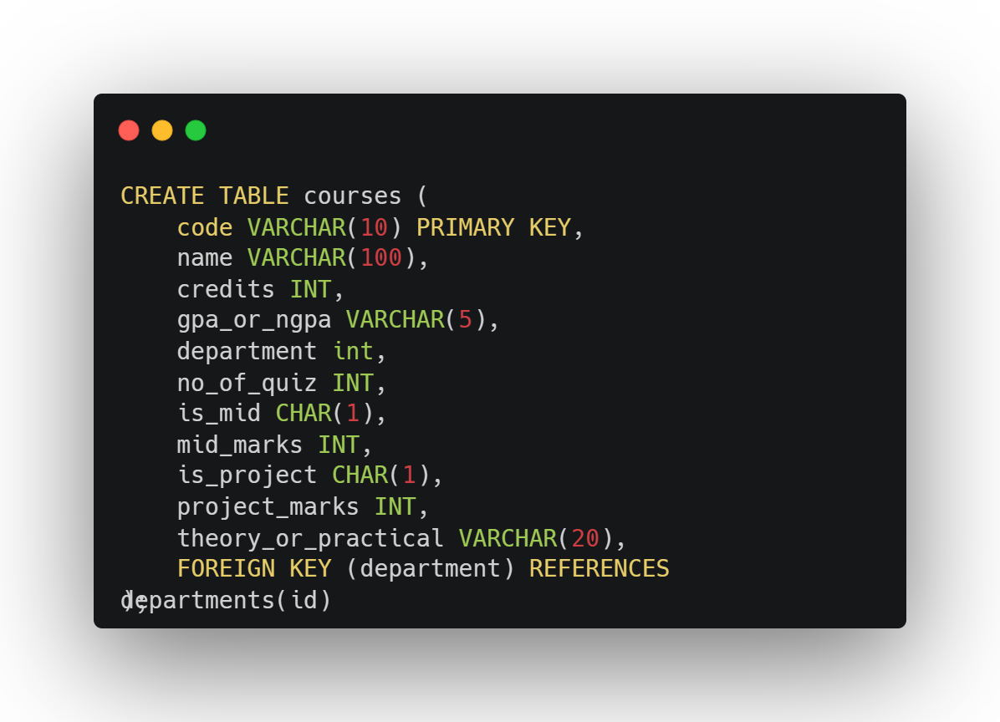 CREATE TABLE courses (
code VARCHAR(10) PRIMARY KEY,
name VARCHAR(100),
credits INT,
gpa_or_ngpa VARCHAR(5),
department int,
no_of_quiz INT,
is_mid CHAR(1),
mid_marks INT,
is_project CHAR(1),
project_marks INT,
theory_or_practical VARCHAR(20),
FOREIGN KEY (department) REFERENCES
departments(id)
);